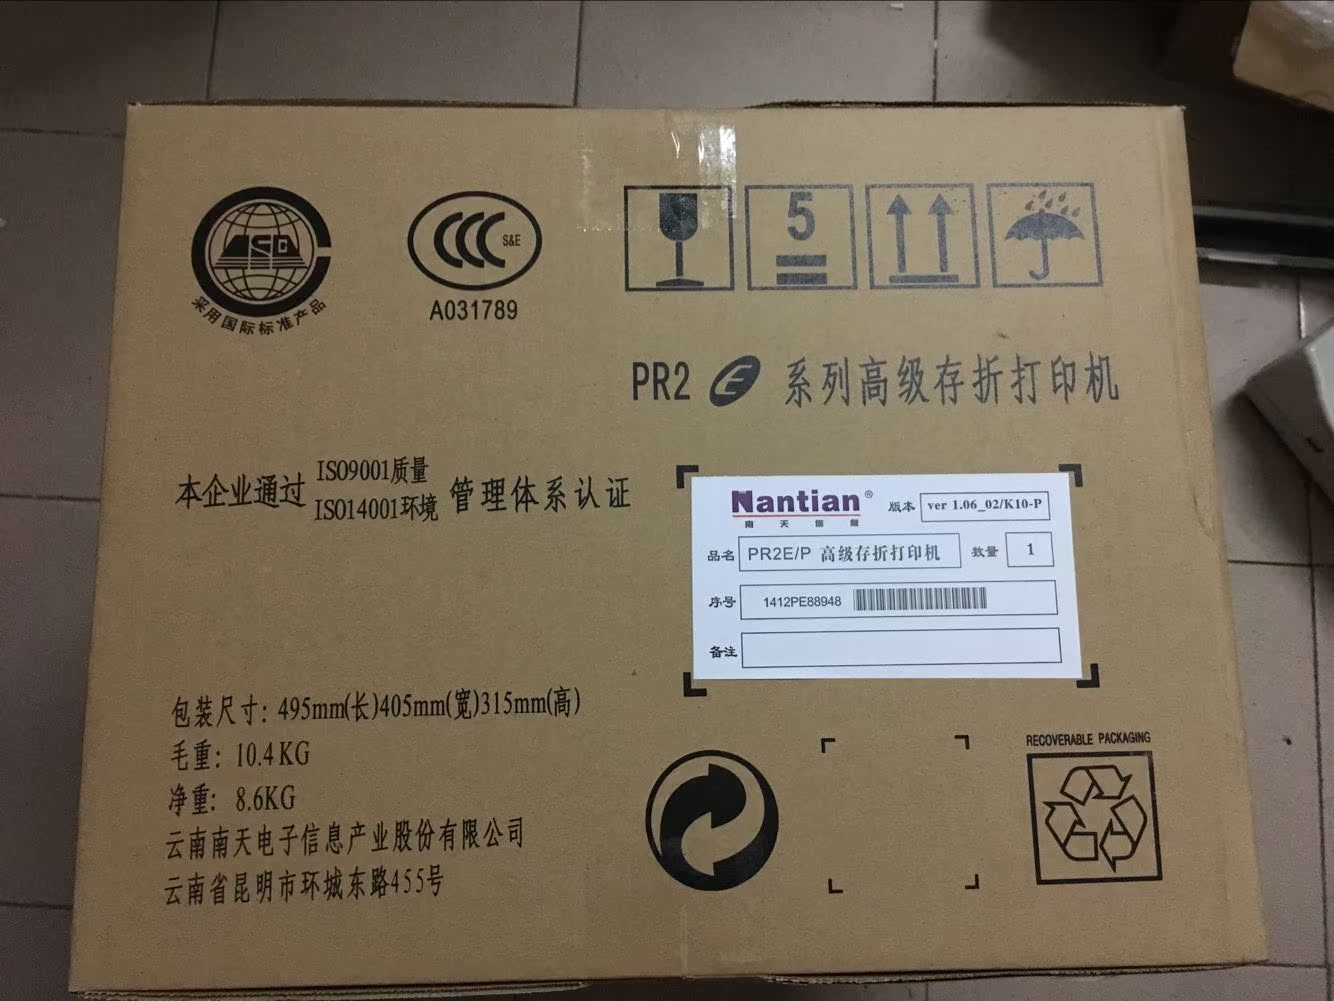 采用国际标准产品
S&E
A031789
5
PR2 E 系列高级存折打印机
本企业通过 ISO9001质量 ISO14001环境 管理体系认证
Nantian®
南天信息
版本 ver 1.06_02/K10-P
品名 PR2E/P 高级存折打印机 数量 1
序号 1412PE88948
备注
包装尺寸: 495mm(长)405mm(宽)315mm(高)
毛重: 10.4KG
净重: 8.6KG
云南南天电子信息产业股份有限公司
云南省昆明市环城东路455号
RECOVERABLE PACKAGING